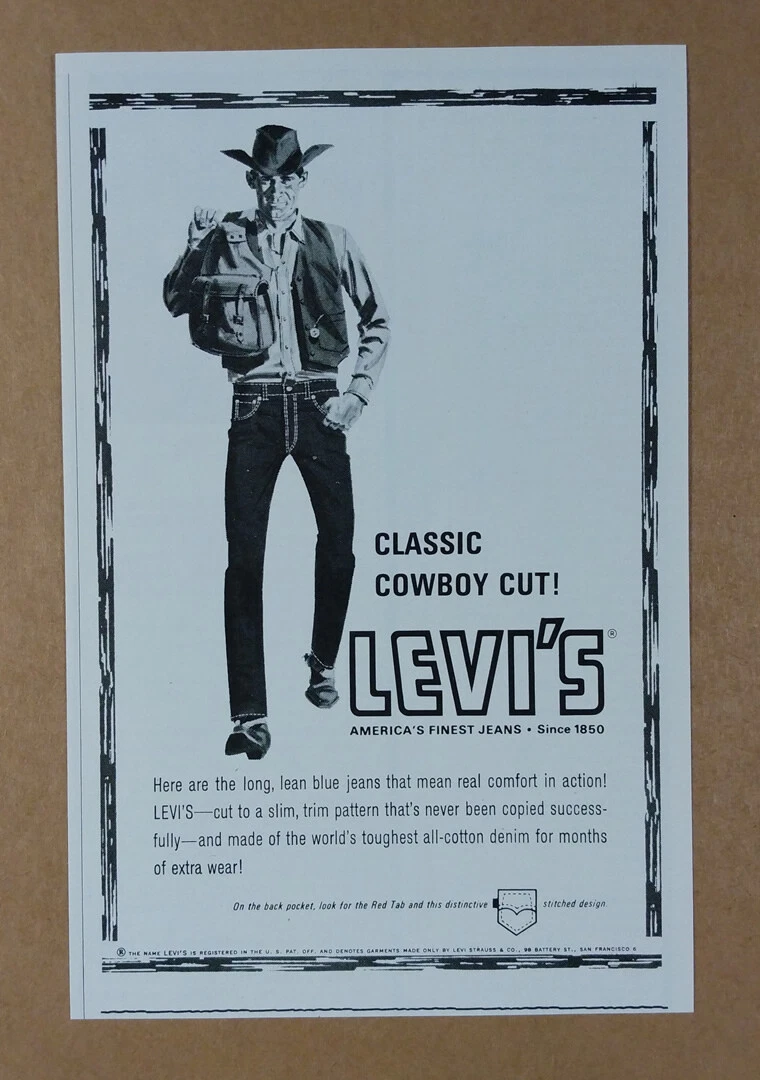 CLASSIC
COWBOY CUT!
LEVI'S®
AMERICA'S FINEST JEANS • Since 1850
Here are the long, lean blue jeans that mean real comfort in action!
LEVI'S—cut to a slim, trim pattern that's never been copied success-
fully—and made of the world's toughest all-cotton denim for months
of extra wear!
On the back pocket, look for the Red Tab and this distinctive stitched design.
® THE NAME LEVI'S IS REGISTERED IN THE U. S. PAT. OFF. AND DENOTES GARMENTS MADE ONLY BY LEVI STRAUSS & CO., 98 BATTERY ST., SAN FRANCISCO 6